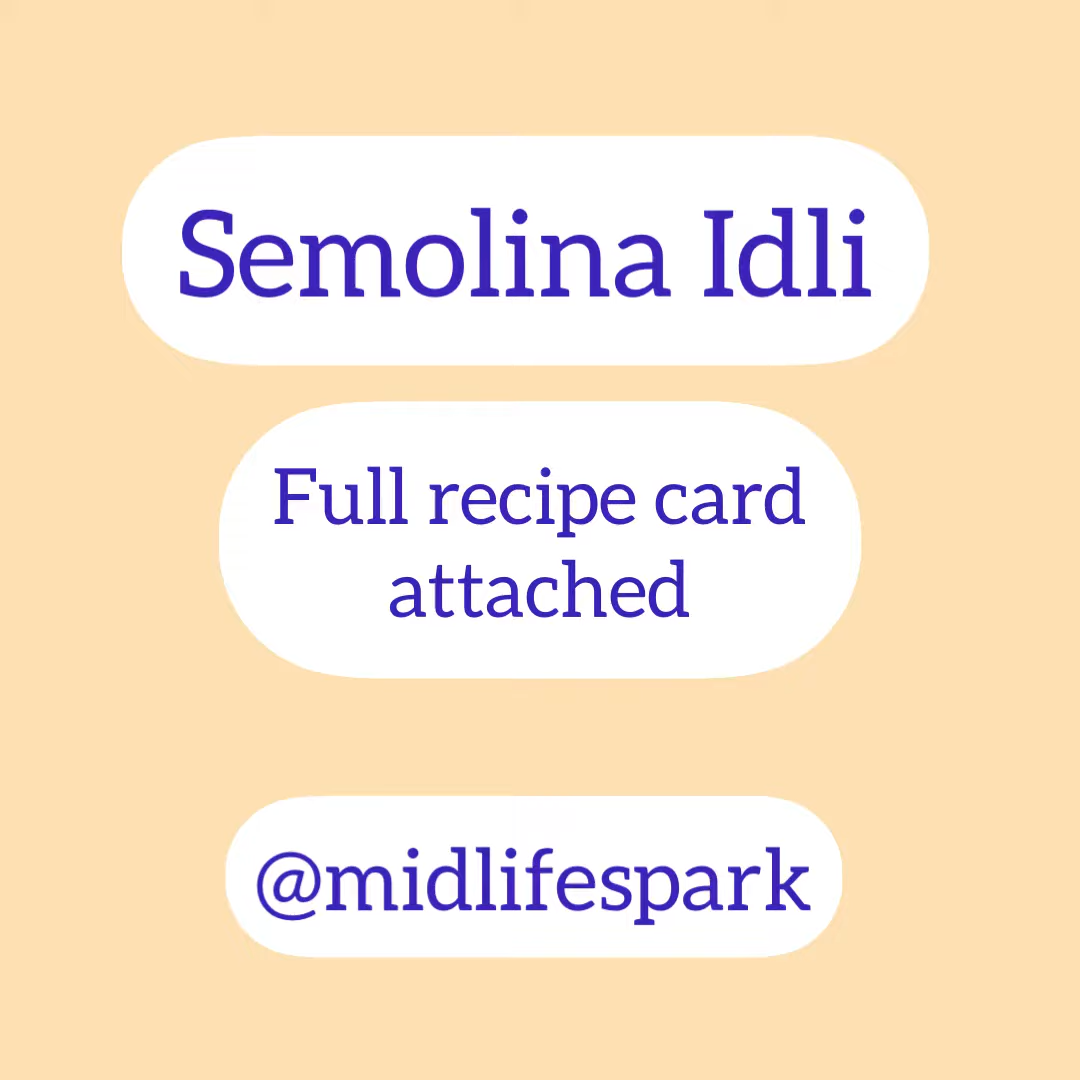 Semolina Idli
Full recipe card
attached
@midlifespark